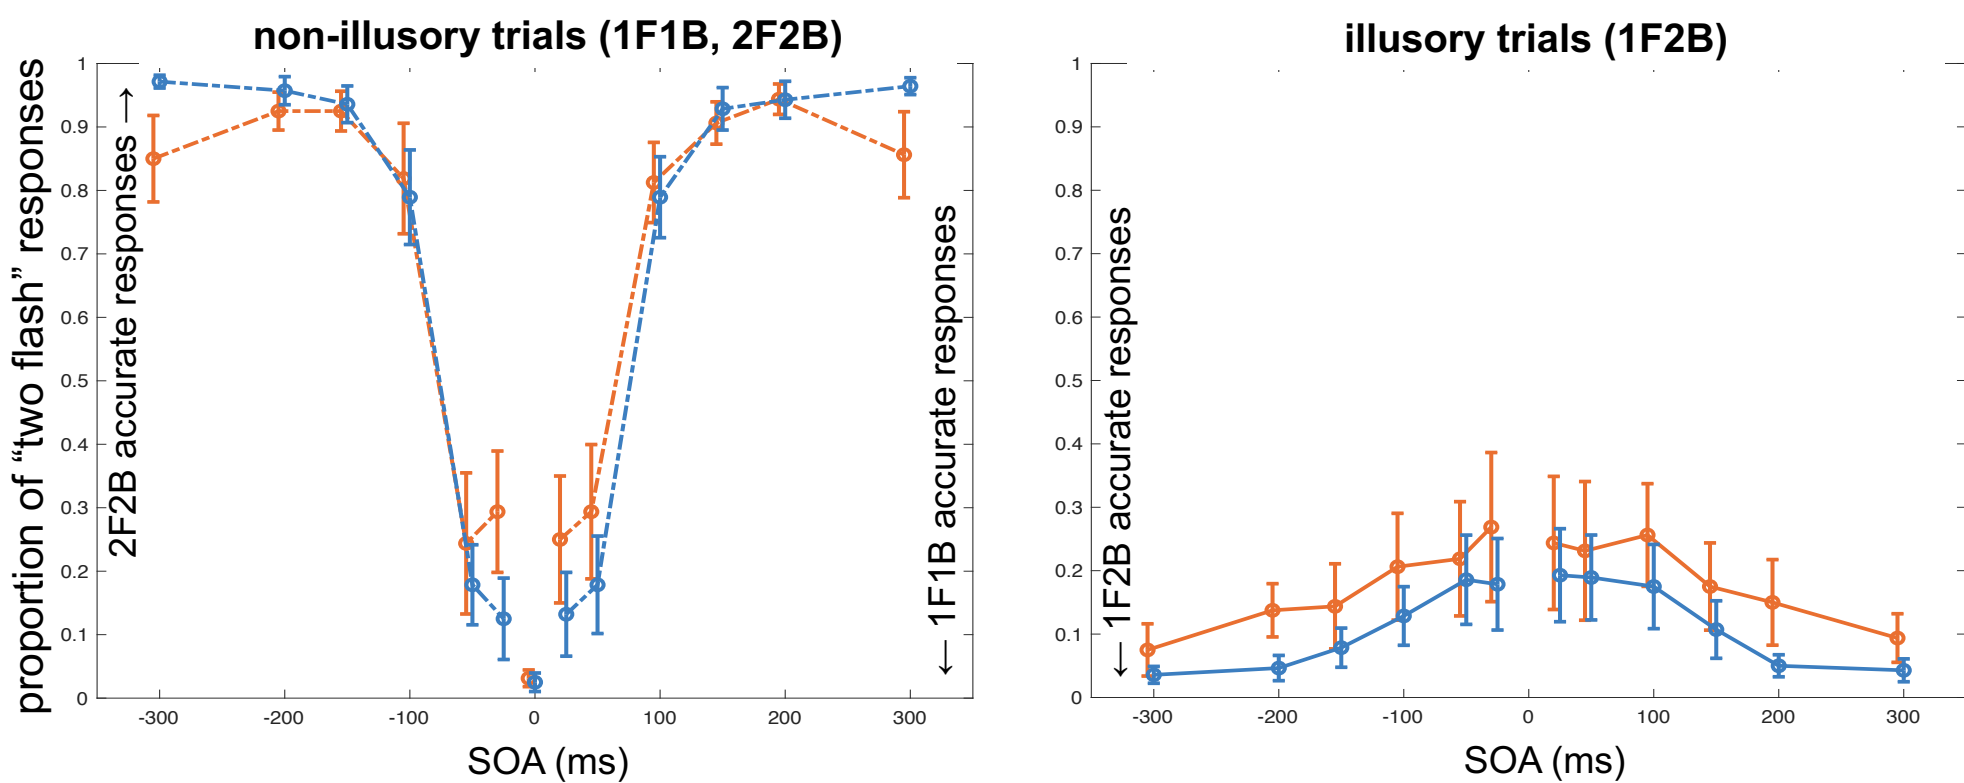 non-illusory trials (1F1B, 2F2B)
proportion of “two flash” responses
2F2B accurate responses →
← 1F1B accurate responses
1
0.9
0.8
0.7
0.6
0.5
0.4
0.3
0.2
0.1
0
-300 -200 -100 0 100 200 300
SOA (ms)
illusory trials (1F2B)
← 1F2B accurate responses
1
0.9
0.8
0.7
0.6
0.5
0.4
0.3
0.2
0.1
0
-300 -200 -100 0 100 200 300
SOA (ms)